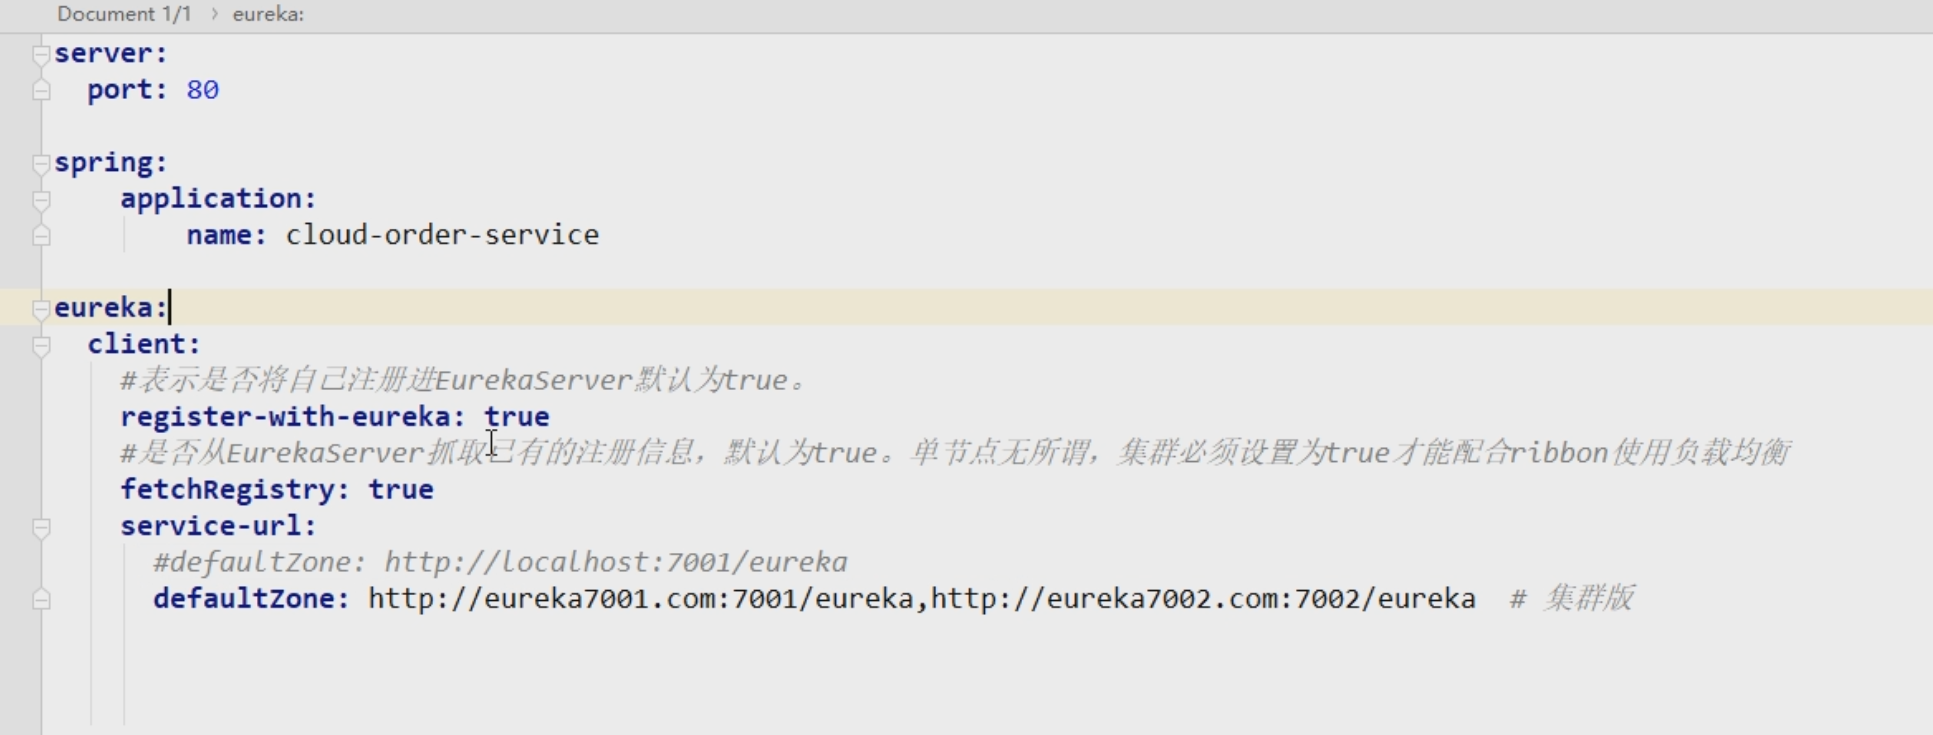 Document 1/1 › eureka:
server:
  port: 80
spring:
    application:
        name: cloud-order-service
eureka:
  client:
    #表示是否将自己注册进EurekaServer默认为true。
    register-with-eureka: true
    #是否从EurekaServer抓取已有的注册信息，默认为true。单节点无所谓，集群必须设置为true才能配合ribbon使用负载均衡
    fetchRegistry: true
    service-url:
      #defaultZone: http://localhost:7001/eureka
      defaultZone: http://eureka7001.com:7001/eureka,http://eureka7002.com:7002/eureka  # 集群版